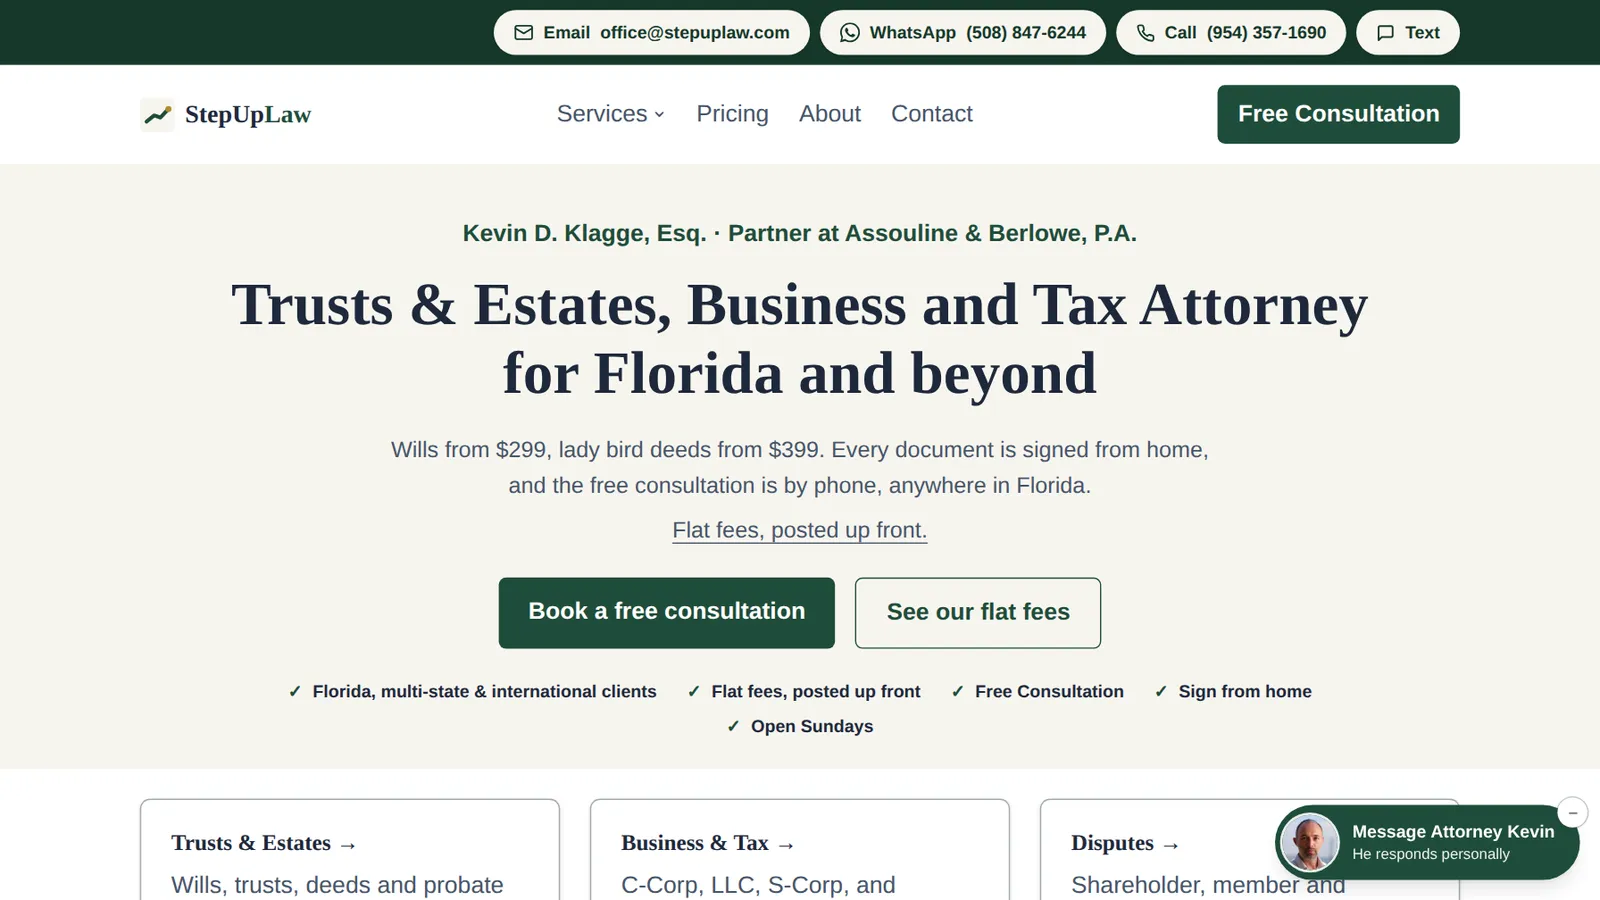 Email office@stepuplaw.com
WhatsApp (508) 847-6244
Call (954) 357-1690
Text
StepUpLaw
Services
Pricing
About
Contact
Free Consultation
Kevin D. Klagge, Esq. · Partner at Assouline & Berlowe, P.A.
Trusts & Estates, Business and Tax Attorney
for Florida and beyond
Wills from $299, lady bird deeds from $399. Every document is signed from home,
and the free consultation is by phone, anywhere in Florida.
Flat fees, posted up front.
Book a free consultation
See our flat fees
✓ Florida, multi-state & international clients
✓ Flat fees, posted up front
✓ Free Consultation
✓ Sign from home
✓ Open Sundays
Trusts & Estates →
Wills, trusts, deeds and probate
Business & Tax →
C-Corp, LLC, S-Corp, and
Disputes →
Shareholder, member and
Message Attorney Kevin
He responds personally